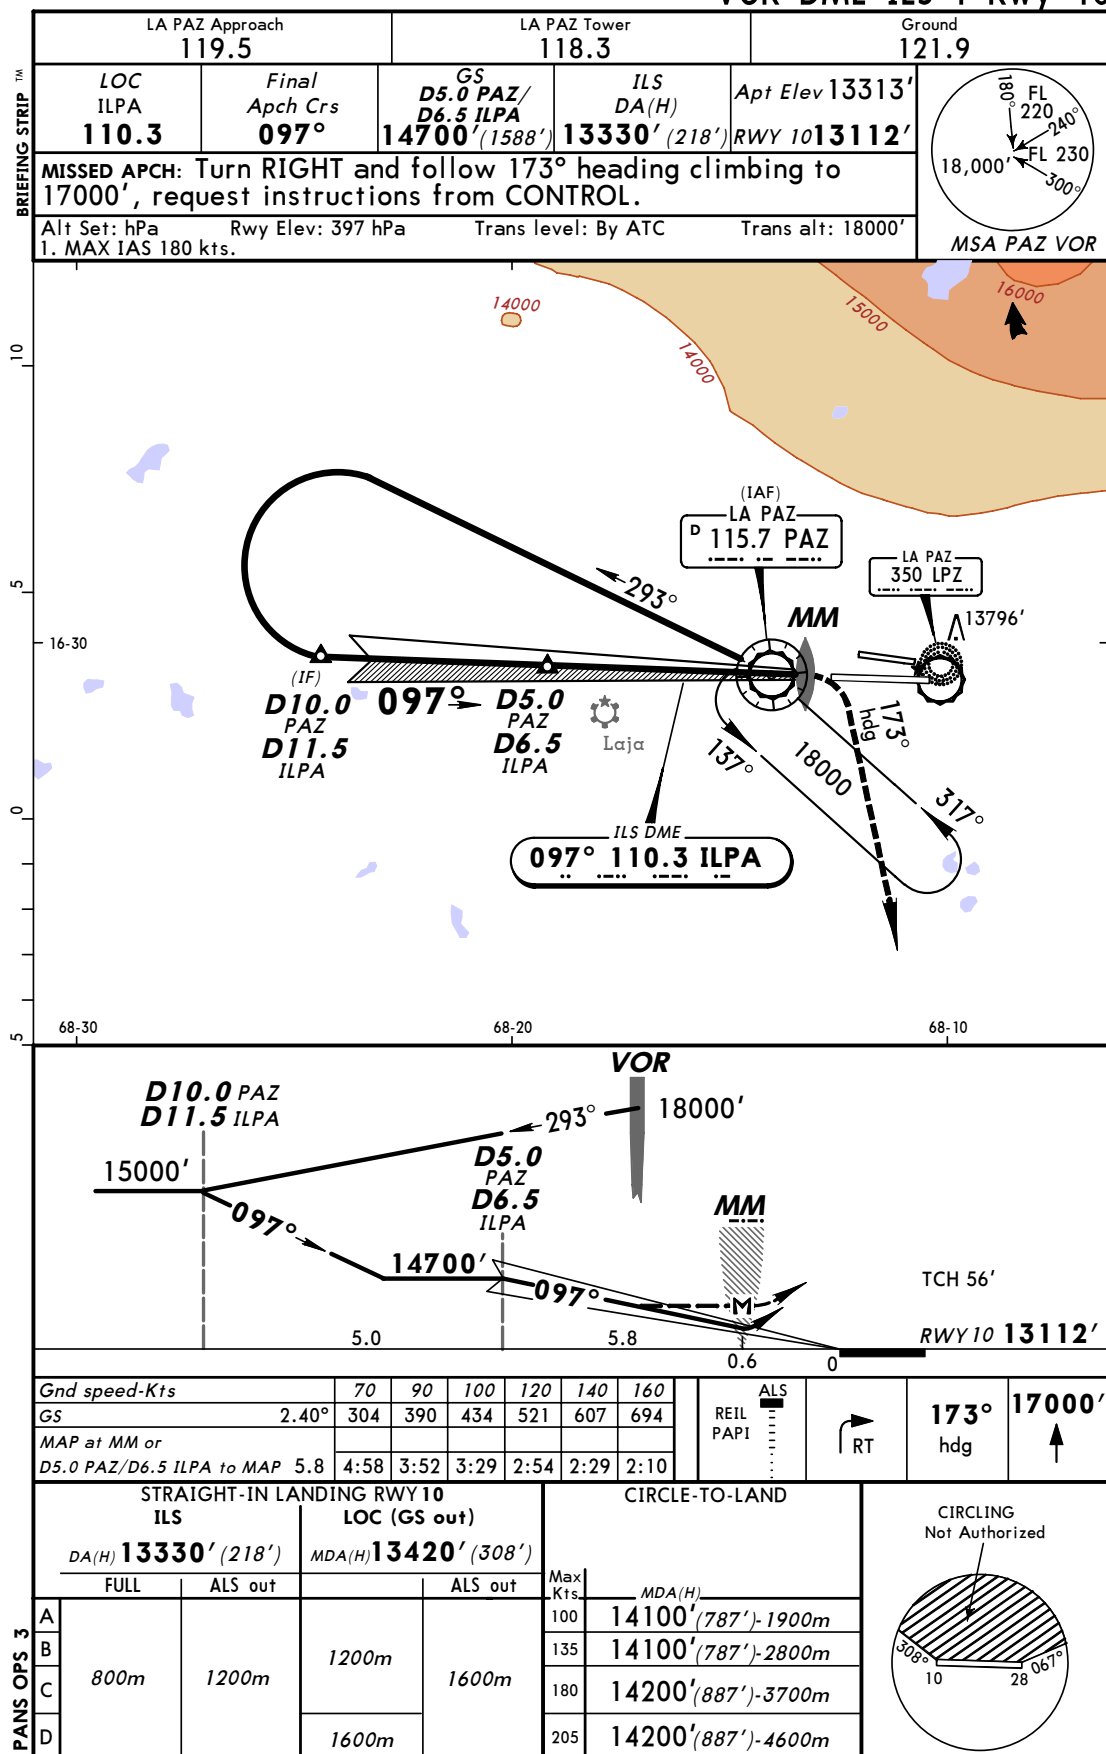 LA PAZ Approach
119.5
LA PAZ Tower
118.3
Ground
121.9
BRIEFING STRIP ™
LOC
ILPA
110.3
Final
Apch Crs
097°
GS
D5.0 PAZ/
D6.5 ILPA
14700' (1588')
ILS
DA(H)
13330' (218')
Apt Elev 13313'
RWY 10 13112'
MISSED APCH: Turn RIGHT and follow 173° heading climbing to
17000', request instructions from CONTROL.
Alt Set: hPa Rwy Elev: 397 hPa Trans level: By ATC Trans alt: 18000'
1. MAX IAS 180 kts.
180°
FL
220
240°
FL 230
18,000'
300°
MSA PAZ VOR
14000
15000
16000
14000
10
5
0
5
16-30
(IAF)
LA PAZ
D 115.7 PAZ
LA PAZ
350 LPZ
13796'
293°
MM
(IF)
D10.0
PAZ
D11.5
ILPA
097°
D5.0
PAZ
D6.5
ILPA
Laja
137°
18000
173°
hdg
317°
ILS DME
097° 110.3 ILPA
68-30
68-20
68-10
VOR
D10.0 PAZ
D11.5 ILPA
293°
18000'
15000'
D5.0
PAZ
D6.5
ILPA
097°
MM
14700'
097°
M
TCH 56'
5.0
5.8
0.6
0
RWY 10 13112'
Gnd speed-Kts 70 90 100 120 140 160
GS 2.40° 304 390 434 521 607 694
MAP at MM or
D5.0 PAZ/D6.5 ILPA to MAP 5.8 4:58 3:52 3:29 2:54 2:29 2:10
REIL
PAPI
ALS
RT
173°
hdg
17000'
PANS OPS 3
STRAIGHT-IN LANDING RWY 10
ILS
LOC (GS out)
DA(H) 13330' (218')
MDA(H) 13420' (308')
FULL
ALS out
ALS out
A
B
C
D
800m
1200m
1200m
1600m
1600m
CIRCLE-TO-LAND
Max
Kts
MDA(H)
100 14100' (787')-1900m
135 14100' (787')-2800m
180 14200' (887')-3700m
205 14200' (887')-4600m
CIRCLING
Not Authorized
308°
10
28
067°